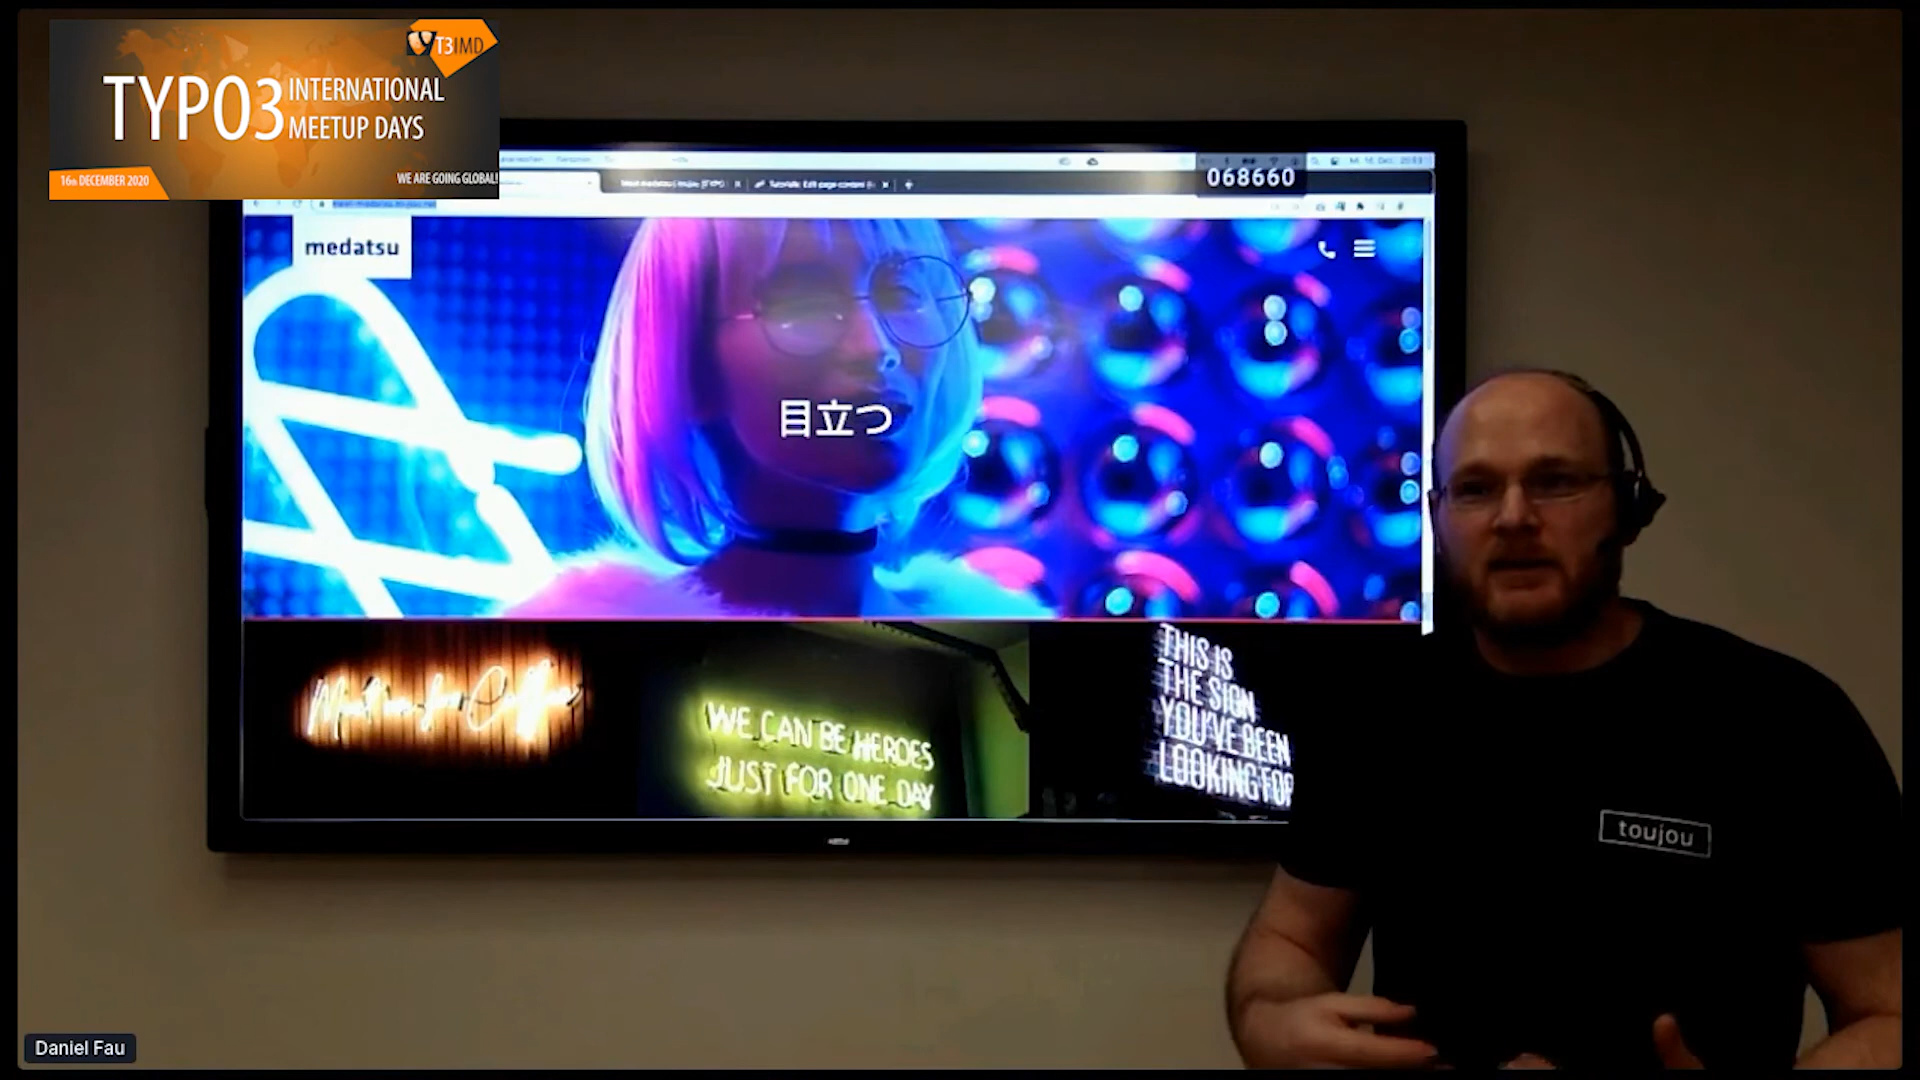 T3IMD
TYPO3 INTERNATIONAL
MEETUP DAYS
16th DECEMBER 2020
WE ARE GOING GLOBAL!
068660
medatsu
目立つ
WE CAN BE HEROES
JUST FOR ONE DAY
THIS IS
THE SIGN
YOU'VE BEEN
LOOKING FOR
toujou
Daniel Fau